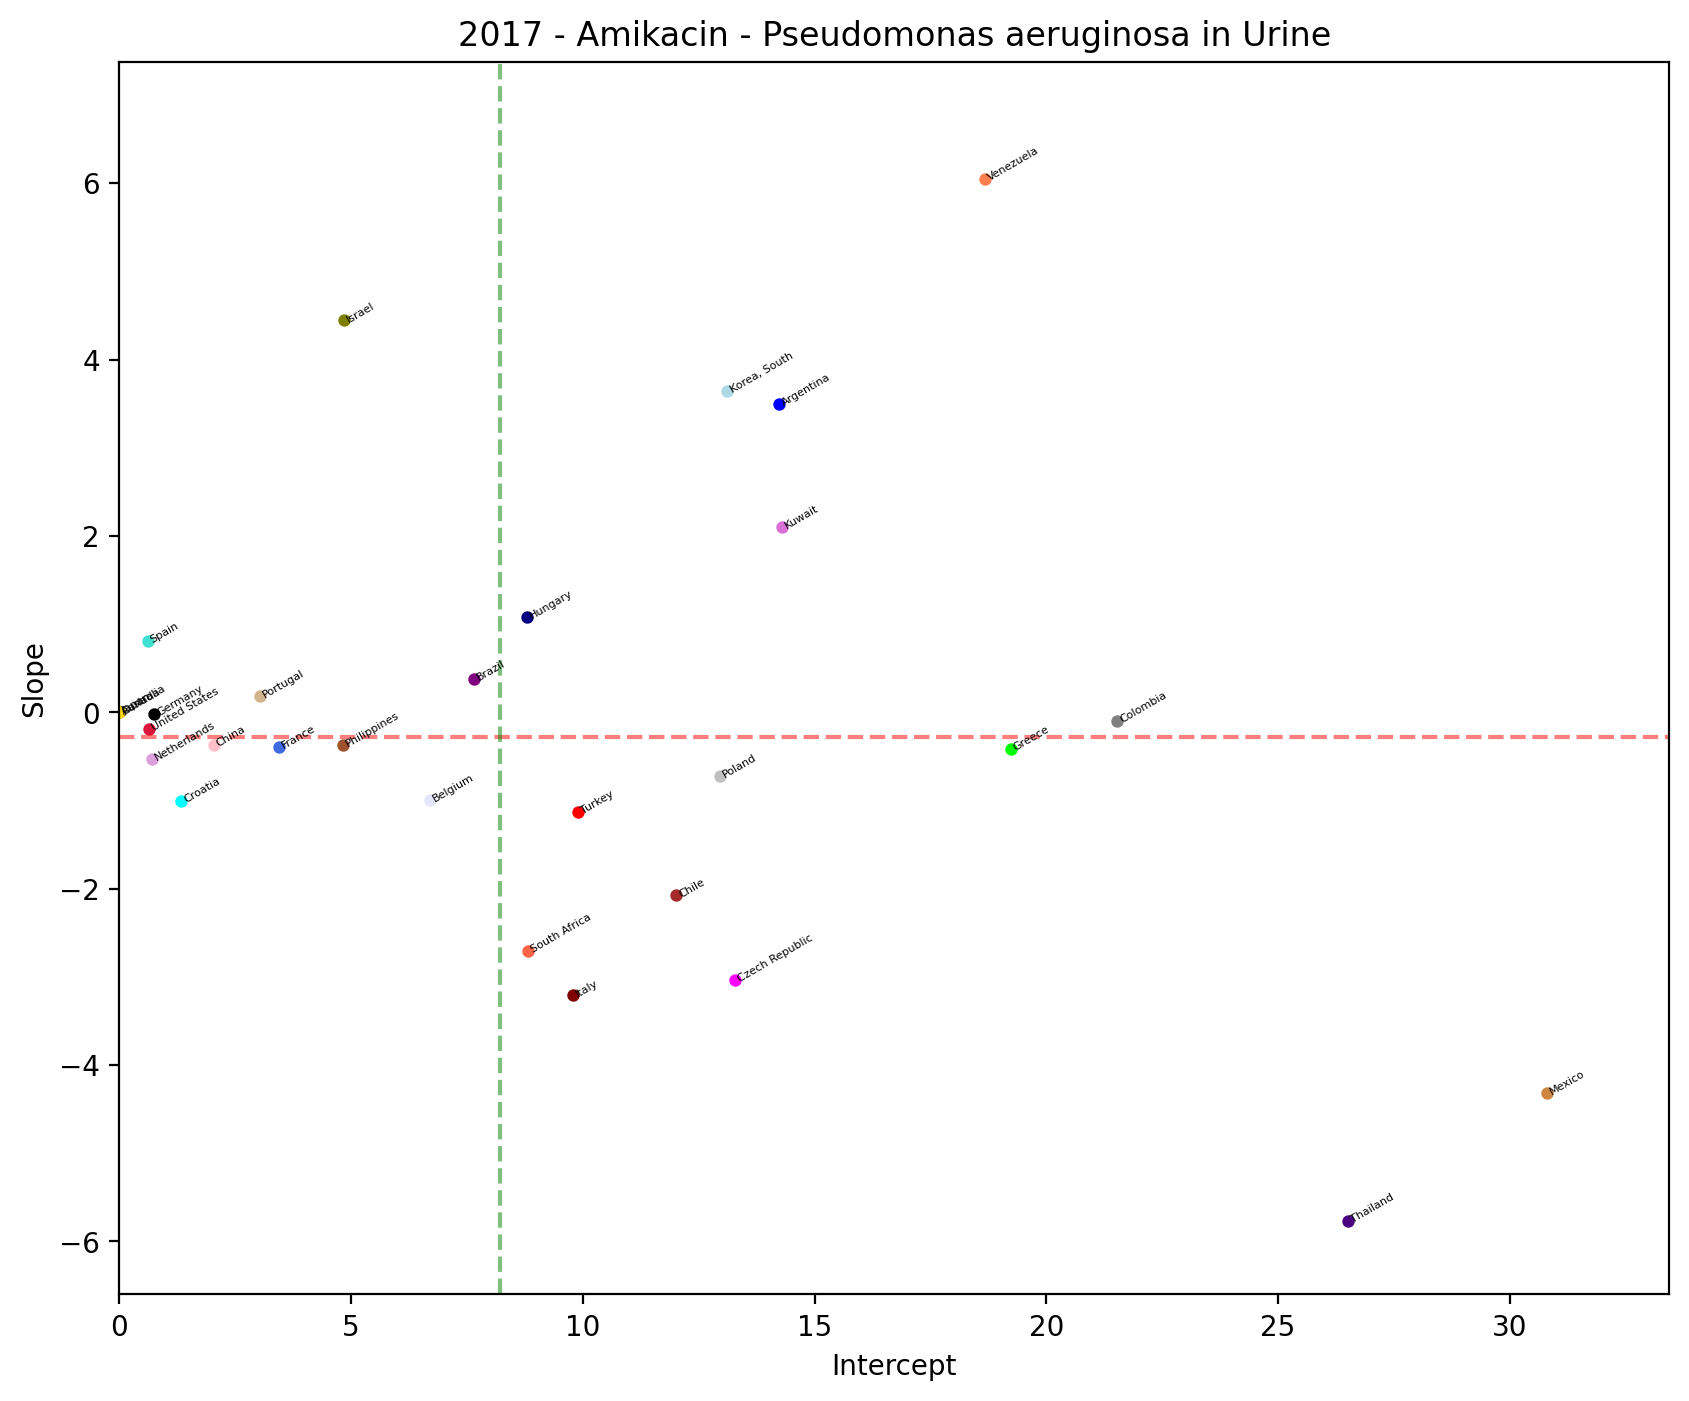 2017 - Amikacin - Pseudomonas aeruginosa in Urine
Slope
6
4
2
0
−2
−4
−6
Venezuela
Israel
Korea, South
Argentina
Kuwait
Hungary
Spain
Brazil
Portugal
Germany
United States
Colombia
Netherlands
China
France
Philippines
Greece
Poland
Croatia
Belgium
Turkey
Chile
South Africa
Czech Republic
Italy
Mexico
Thailand
0 5 10 15 20 25 30
Intercept